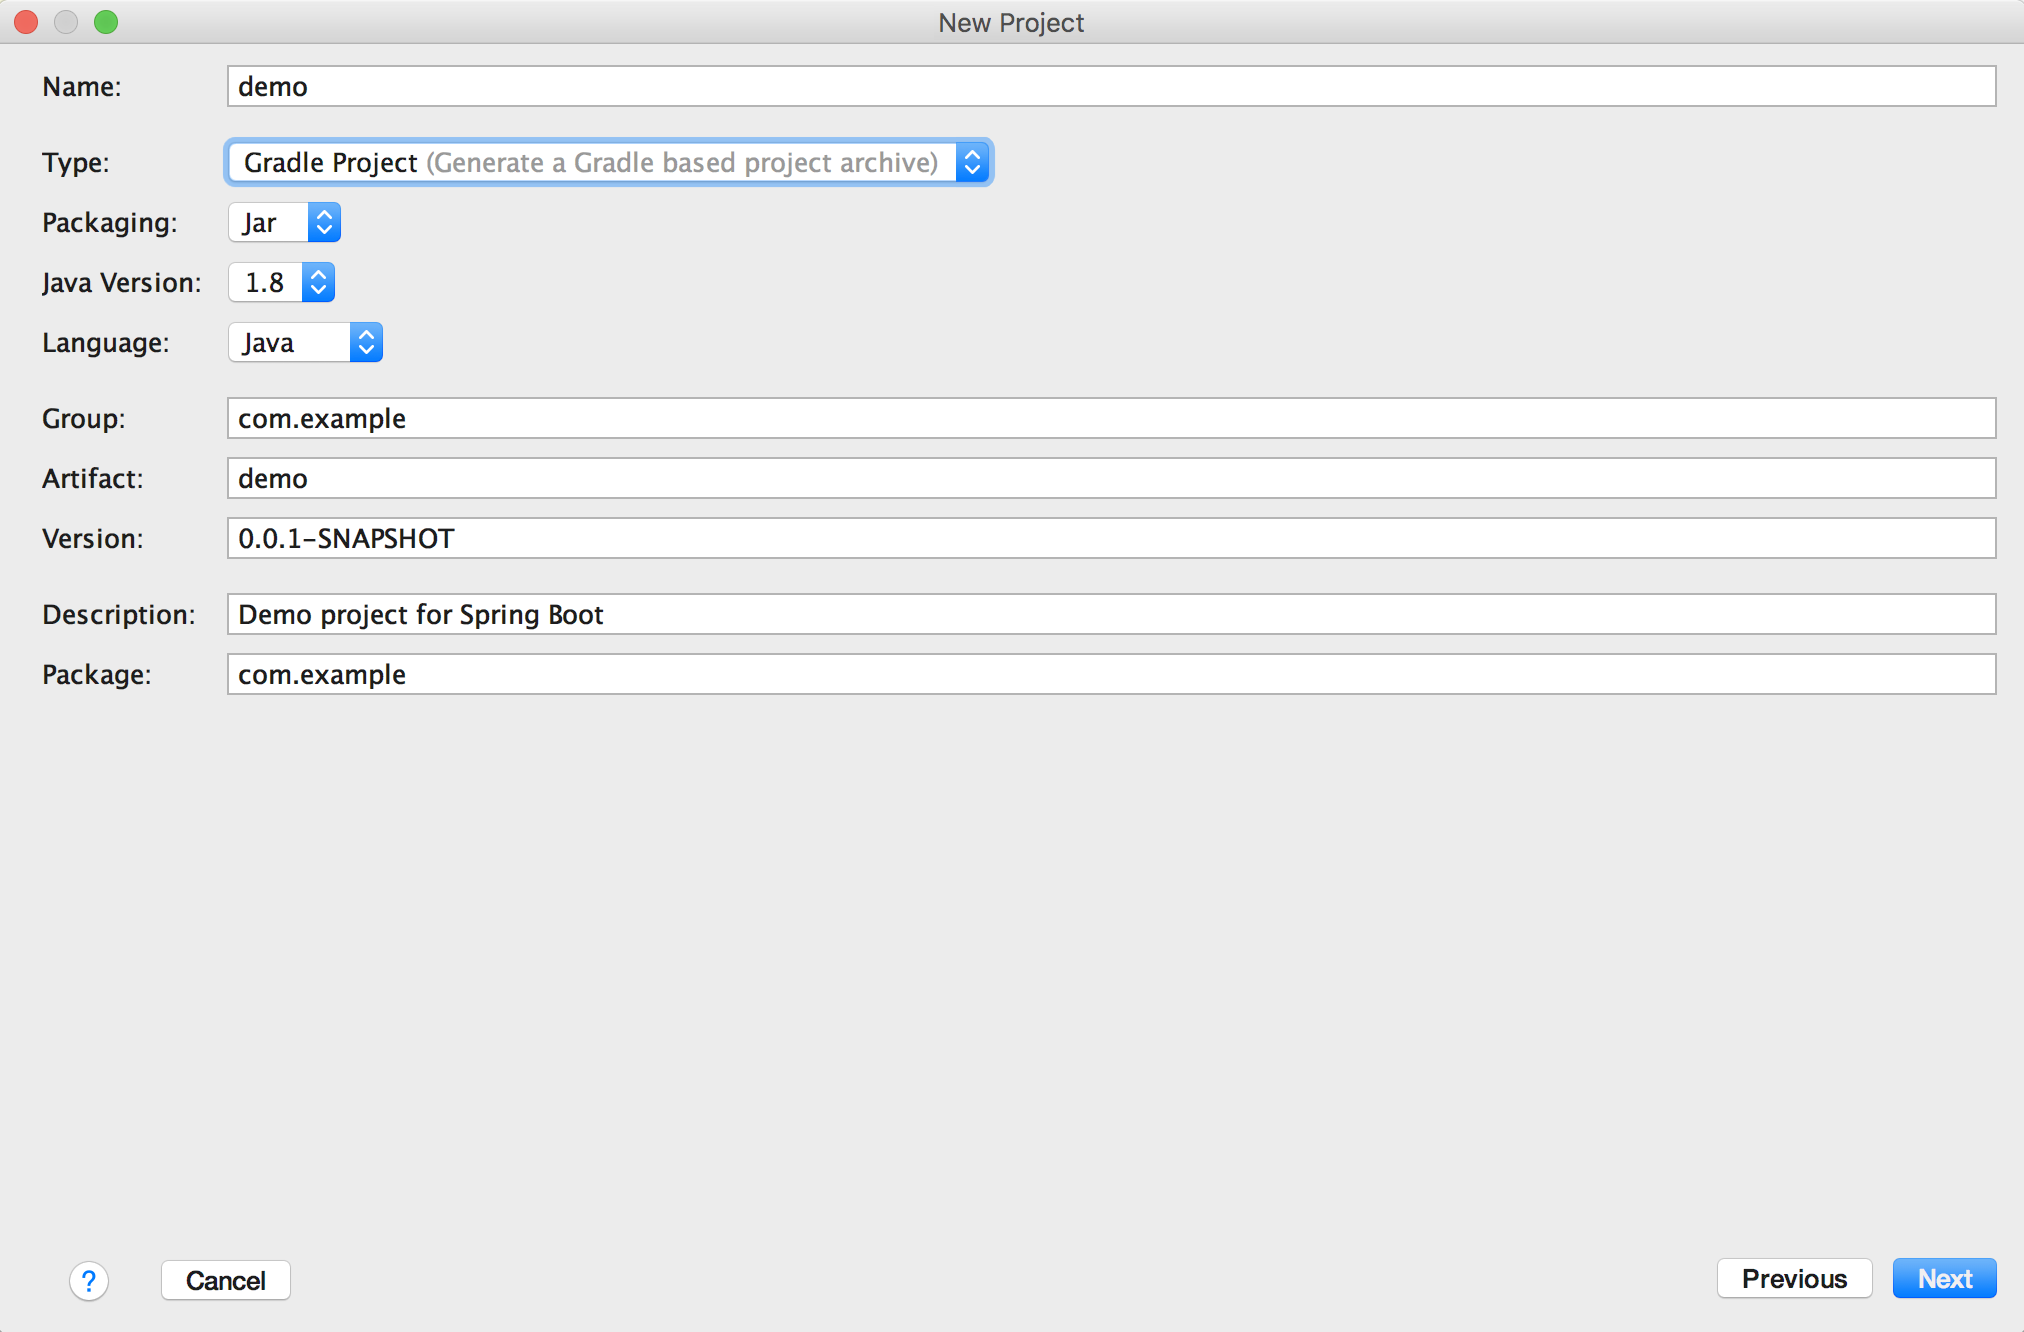 New Project
Name: demo
Type: Gradle Project (Generate a Gradle based project archive)
Packaging: Jar
Java Version: 1.8
Language: Java
Group: com.example
Artifact: demo
Version: 0.0.1-SNAPSHOT
Description: Demo project for Spring Boot
Package: com.example
? Cancel Previous Next